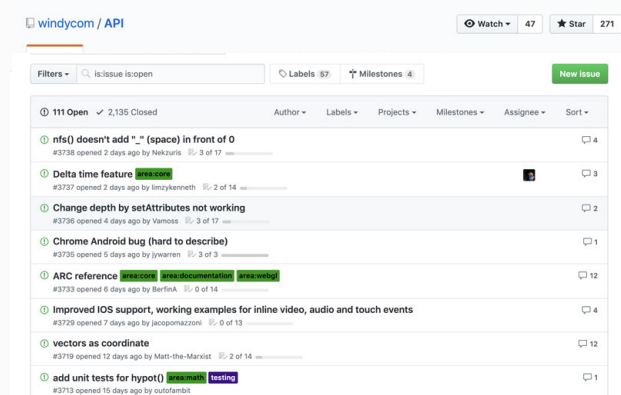 windycom / API
Watch 47 Star 271
Filters is:issue is:open Labels 57 Milestones 4 New issue
111 Open 2,135 Closed Author Labels Projects Milestones Assignee Sort
nfs() doesn't add "_" (space) in front of 0 4
#3738 opened 2 days ago by Nekzuris 3 of 17
Delta time feature area:core 3
#3737 opened 2 days ago by limzykenneth 2 of 14
Change depth by setAttributes not working 2
#3736 opened 4 days ago by Vamoss 3 of 17
Chrome Android bug (hard to describe) 1
#3735 opened 5 days ago by jywarren 3 of 3
ARC reference area:core area:documentation area:webgl 12
#3733 opened 6 days ago by BerfinA 0 of 14
Improved IOS support, working examples for inline video, audio and touch events 4
#3729 opened 7 days ago by jacopomazzoni 0 of 13
vectors as coordinate 12
#3719 opened 12 days ago by Matt-the-Marxist 2 of 14
add unit tests for hypot() area:math testing 1
#3713 opened 15 days ago by outofambit